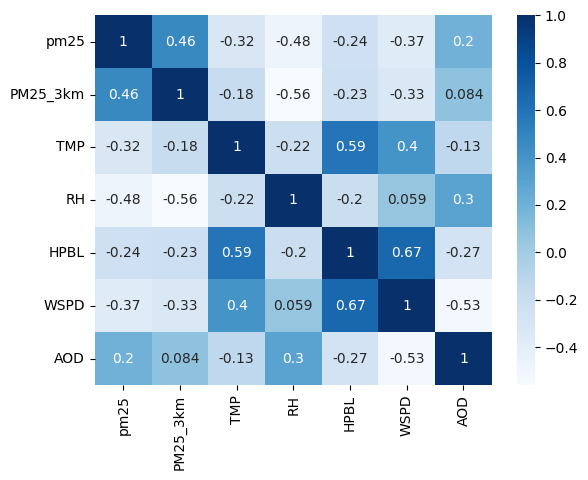 pm25 1 0.46 -0.32 -0.48 -0.24 -0.37 0.2
PM25_3km 0.46 1 -0.18 -0.56 -0.23 -0.33 0.084
TMP -0.32 -0.18 1 -0.22 0.59 0.4 -0.13
RH -0.48 -0.56 -0.22 1 -0.2 0.059 0.3
HPBL -0.24 -0.23 0.59 -0.2 1 0.67 -0.27
WSPD -0.37 -0.33 0.4 0.059 0.67 1 -0.53
AOD 0.2 0.084 -0.13 0.3 -0.27 -0.53 1
pm25 PM25_3km TMP RH HPBL WSPD AOD
1.0
0.8
0.6
0.4
0.2
0.0
−0.2
−0.4